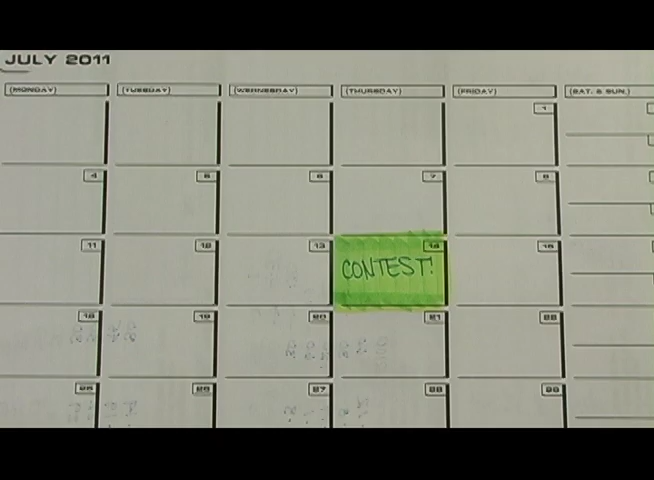 JULY 2011
(MONDAY) (TUESDAY) (WEDNESDAY) (THURSDAY) (FRIDAY) (SAT. & SUN.)
1
4 5 6 7 8
11 12 13 14 15
CONTEST!
18 19 20 21 22
25 26 27 28 29